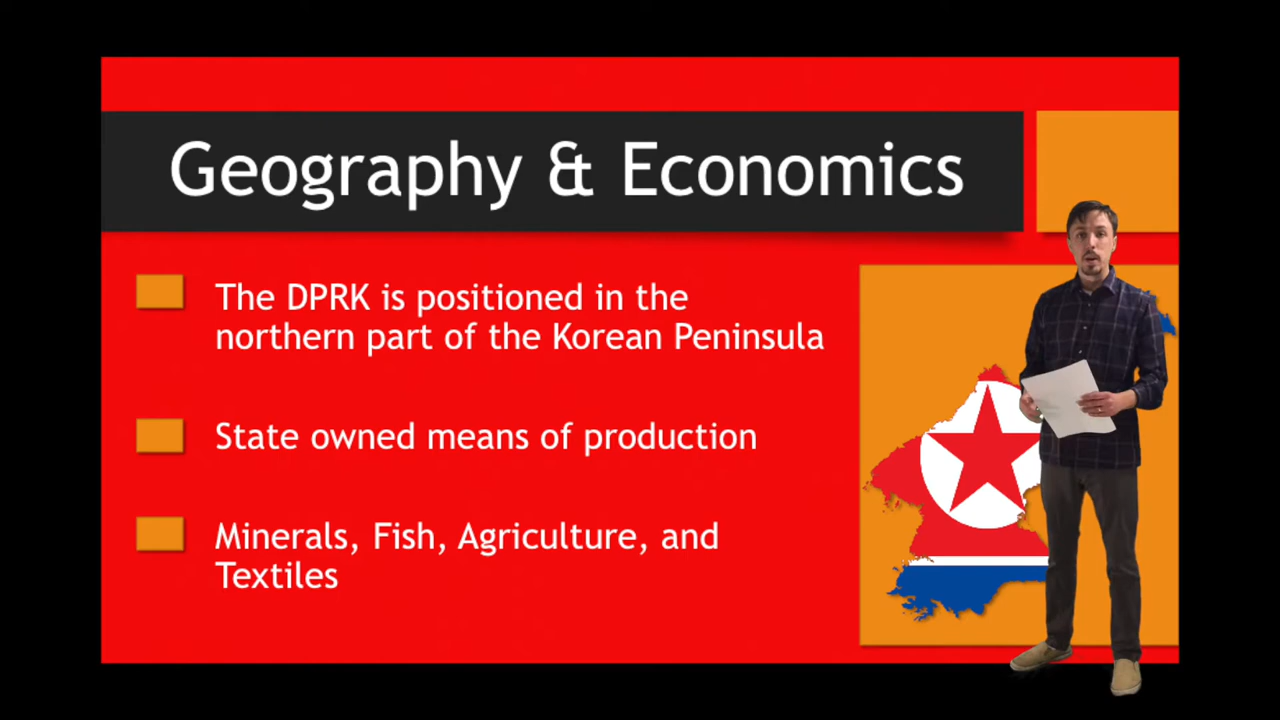 Geography & Economics
The DPRK is positioned in the
northern part of the Korean Peninsula
State owned means of production
Minerals, Fish, Agriculture, and
Textiles